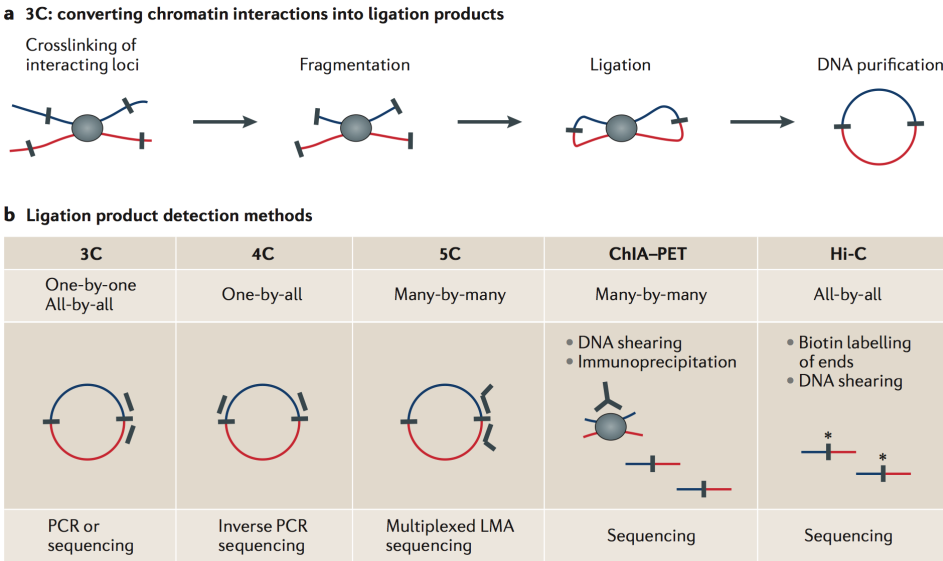 a 3C: converting chromatin interactions into ligation products
Crosslinking of
interacting loci
Fragmentation
Ligation
DNA purification
b Ligation product detection methods
3C
4C
5C
ChIA–PET
Hi-C
One-by-one
All-by-all
One-by-all
Many-by-many
Many-by-many
All-by-all
• DNA shearing
• Immunoprecipitation
• Biotin labelling
of ends
• DNA shearing
*
*
PCR or
sequencing
Inverse PCR
sequencing
Multiplexed LMA
sequencing
Sequencing
Sequencing